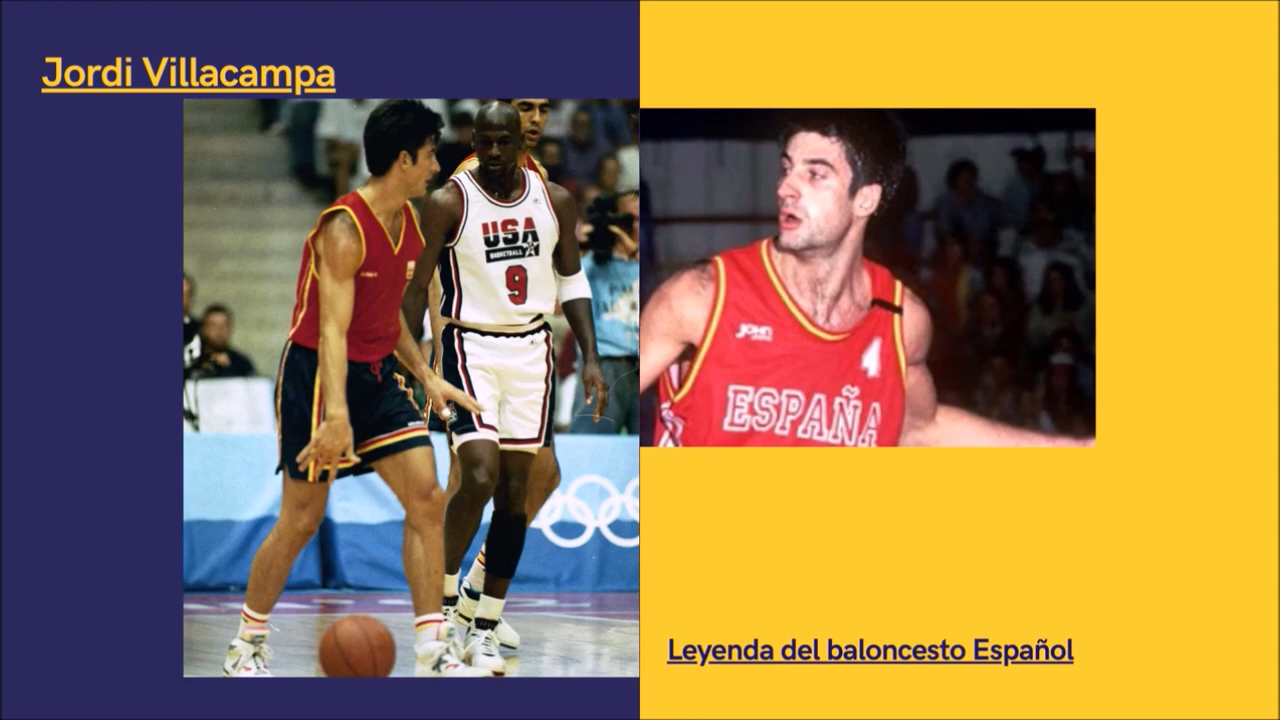 Jordi Villacampa
USA
BASKETBALL
9
JOHN
4
ESPAÑA
Leyenda del baloncesto Español